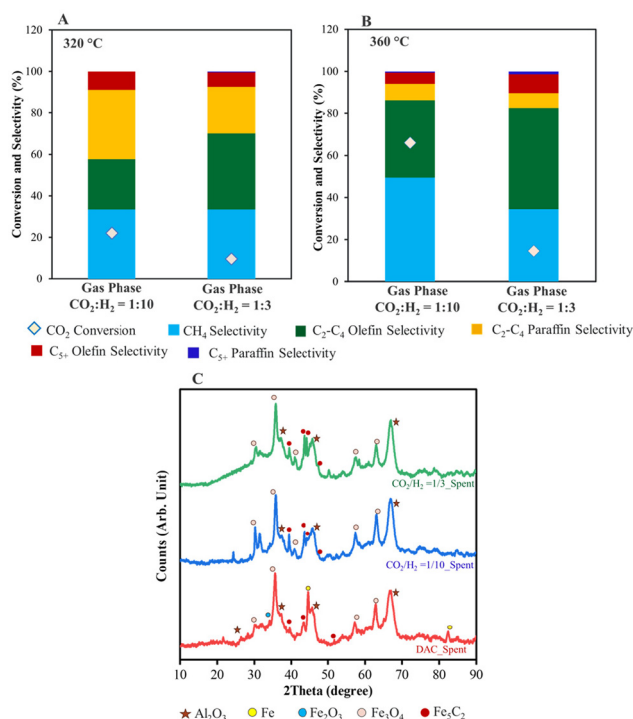 A
320 °C
Conversion and Selectivity (%)
120
100
80
60
40
20
0
Gas Phase
CO₂:H₂ = 1:10
Gas Phase
CO₂:H₂ = 1:3
B
360 °C
Conversion and Selectivity (%)
120
100
80
60
40
20
0
Gas Phase
CO₂:H₂ = 1:10
Gas Phase
CO₂:H₂ = 1:3
CO₂ Conversion
CH₄ Selectivity
C₂-C₄ Olefin Selectivity
C₂-C₄ Paraffin Selectivity
C₅₊ Olefin Selectivity
C₅₊ Paraffin Selectivity
C
Counts (Arb. Unit)
CO₂/H₂ =1/3_Spent
CO₂/H₂ =1/10_Spent
DAC_Spent
10 20 30 40 50 60 70 80 90
2Theta (degree)
Al₂O₃ Fe Fe₂O₃ Fe₃O₄ Fe₅C₂